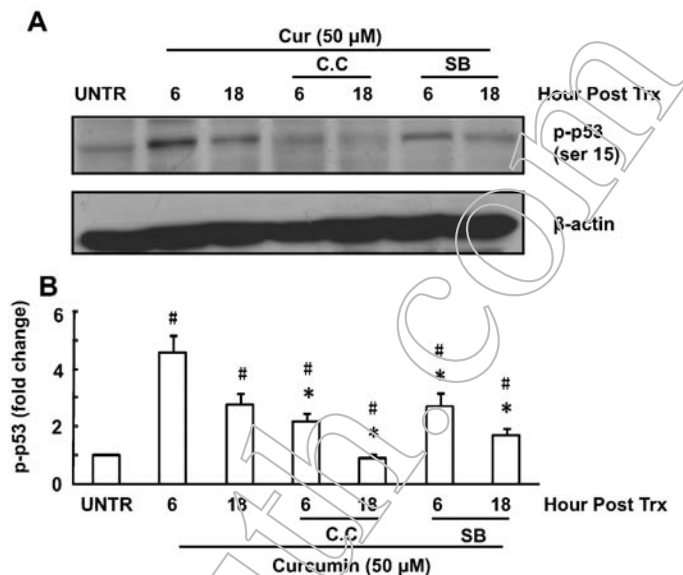 A
Cur (50 µM)
C.C SB
UNTR 6 18 6 18 6 18 Hour Post Trx
p-p53
(ser 15)
β-actin
B
6
4
2
0
p-p53 (fold change)
# # # * # * # * # *
UNTR 6 18 6 18 6 18 Hour Post Trx
C.C SB
Curcumin (50 µM)